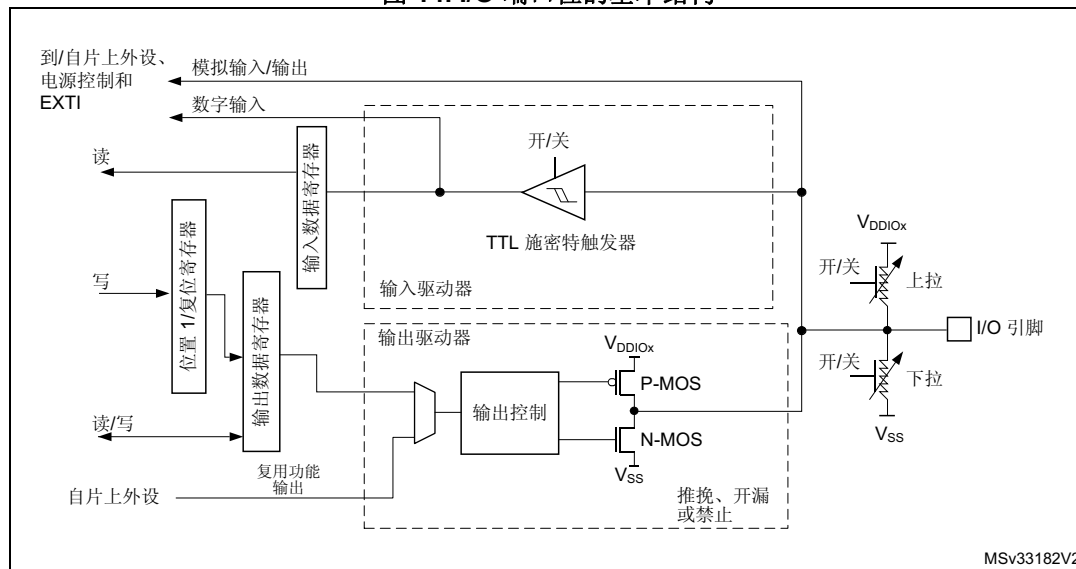 到/自片上外设、
电源控制和
EXTI
模拟输入/输出
数字输入
读
输入数据寄存器
开/关
TTL 施密特触发器
输入驱动器
写
位置 1/复位寄存器
输出数据寄存器
读/写
自片上外设
复用功能
输出
输出驱动器
输出控制
VDDIOx
P-MOS
N-MOS
VSS
推挽、开漏
或禁止
VDDIOx
开/关
上拉
I/O 引脚
开/关
下拉
VSS
MSv33182V2